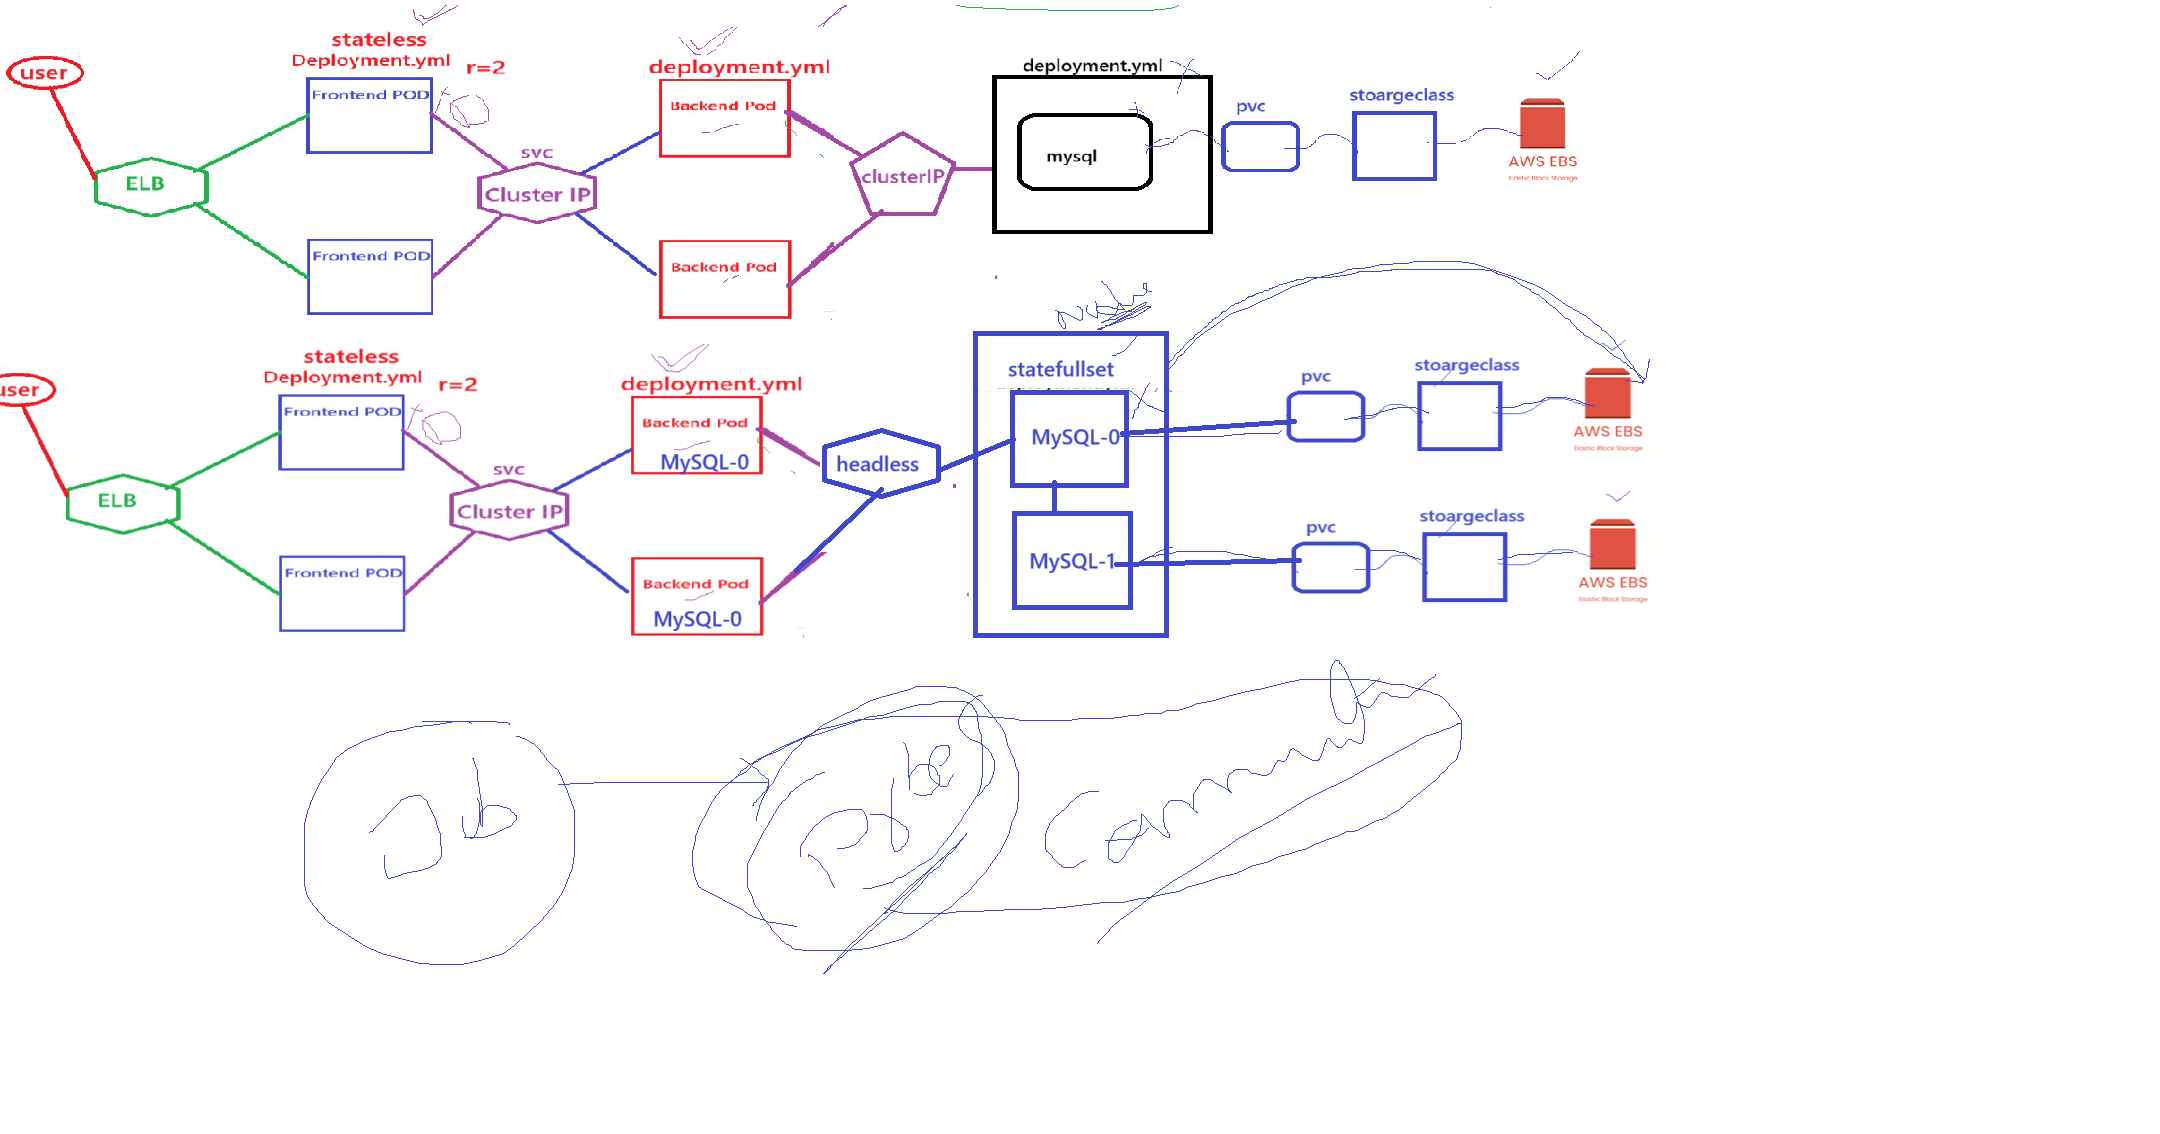 stateless
Deployment.yml
r=2
user
Frontend POD
ELB
Frontend POD
svc
Cluster IP
deployment.yml
Backend Pod
Backend Pod
clusterIP
deployment.yml
mysql
pvc
stoargeclass
AWS EBS
Elastic Block Storage
stateless
Deployment.yml
r=2
user
Frontend POD
ELB
Frontend POD
svc
Cluster IP
deployment.yml
Backend Pod
MySQL-0
Backend Pod
MySQL-0
headless
statefullset
MySQL-0
MySQL-1
pvc
stoargeclass
AWS EBS
Elastic Block Storage
pvc
stoargeclass
AWS EBS
Elastic Block Storage